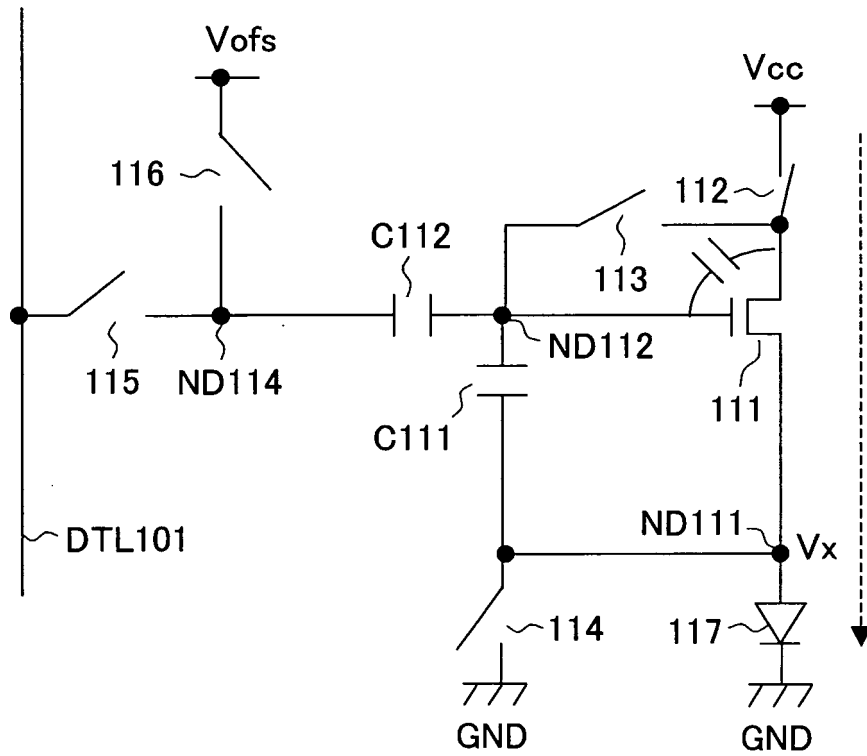 Vofs
Vcc
116
112
C112
113
115
ND114
ND112
111
C111
DTL101
ND111
Vx
114
117
GND
GND